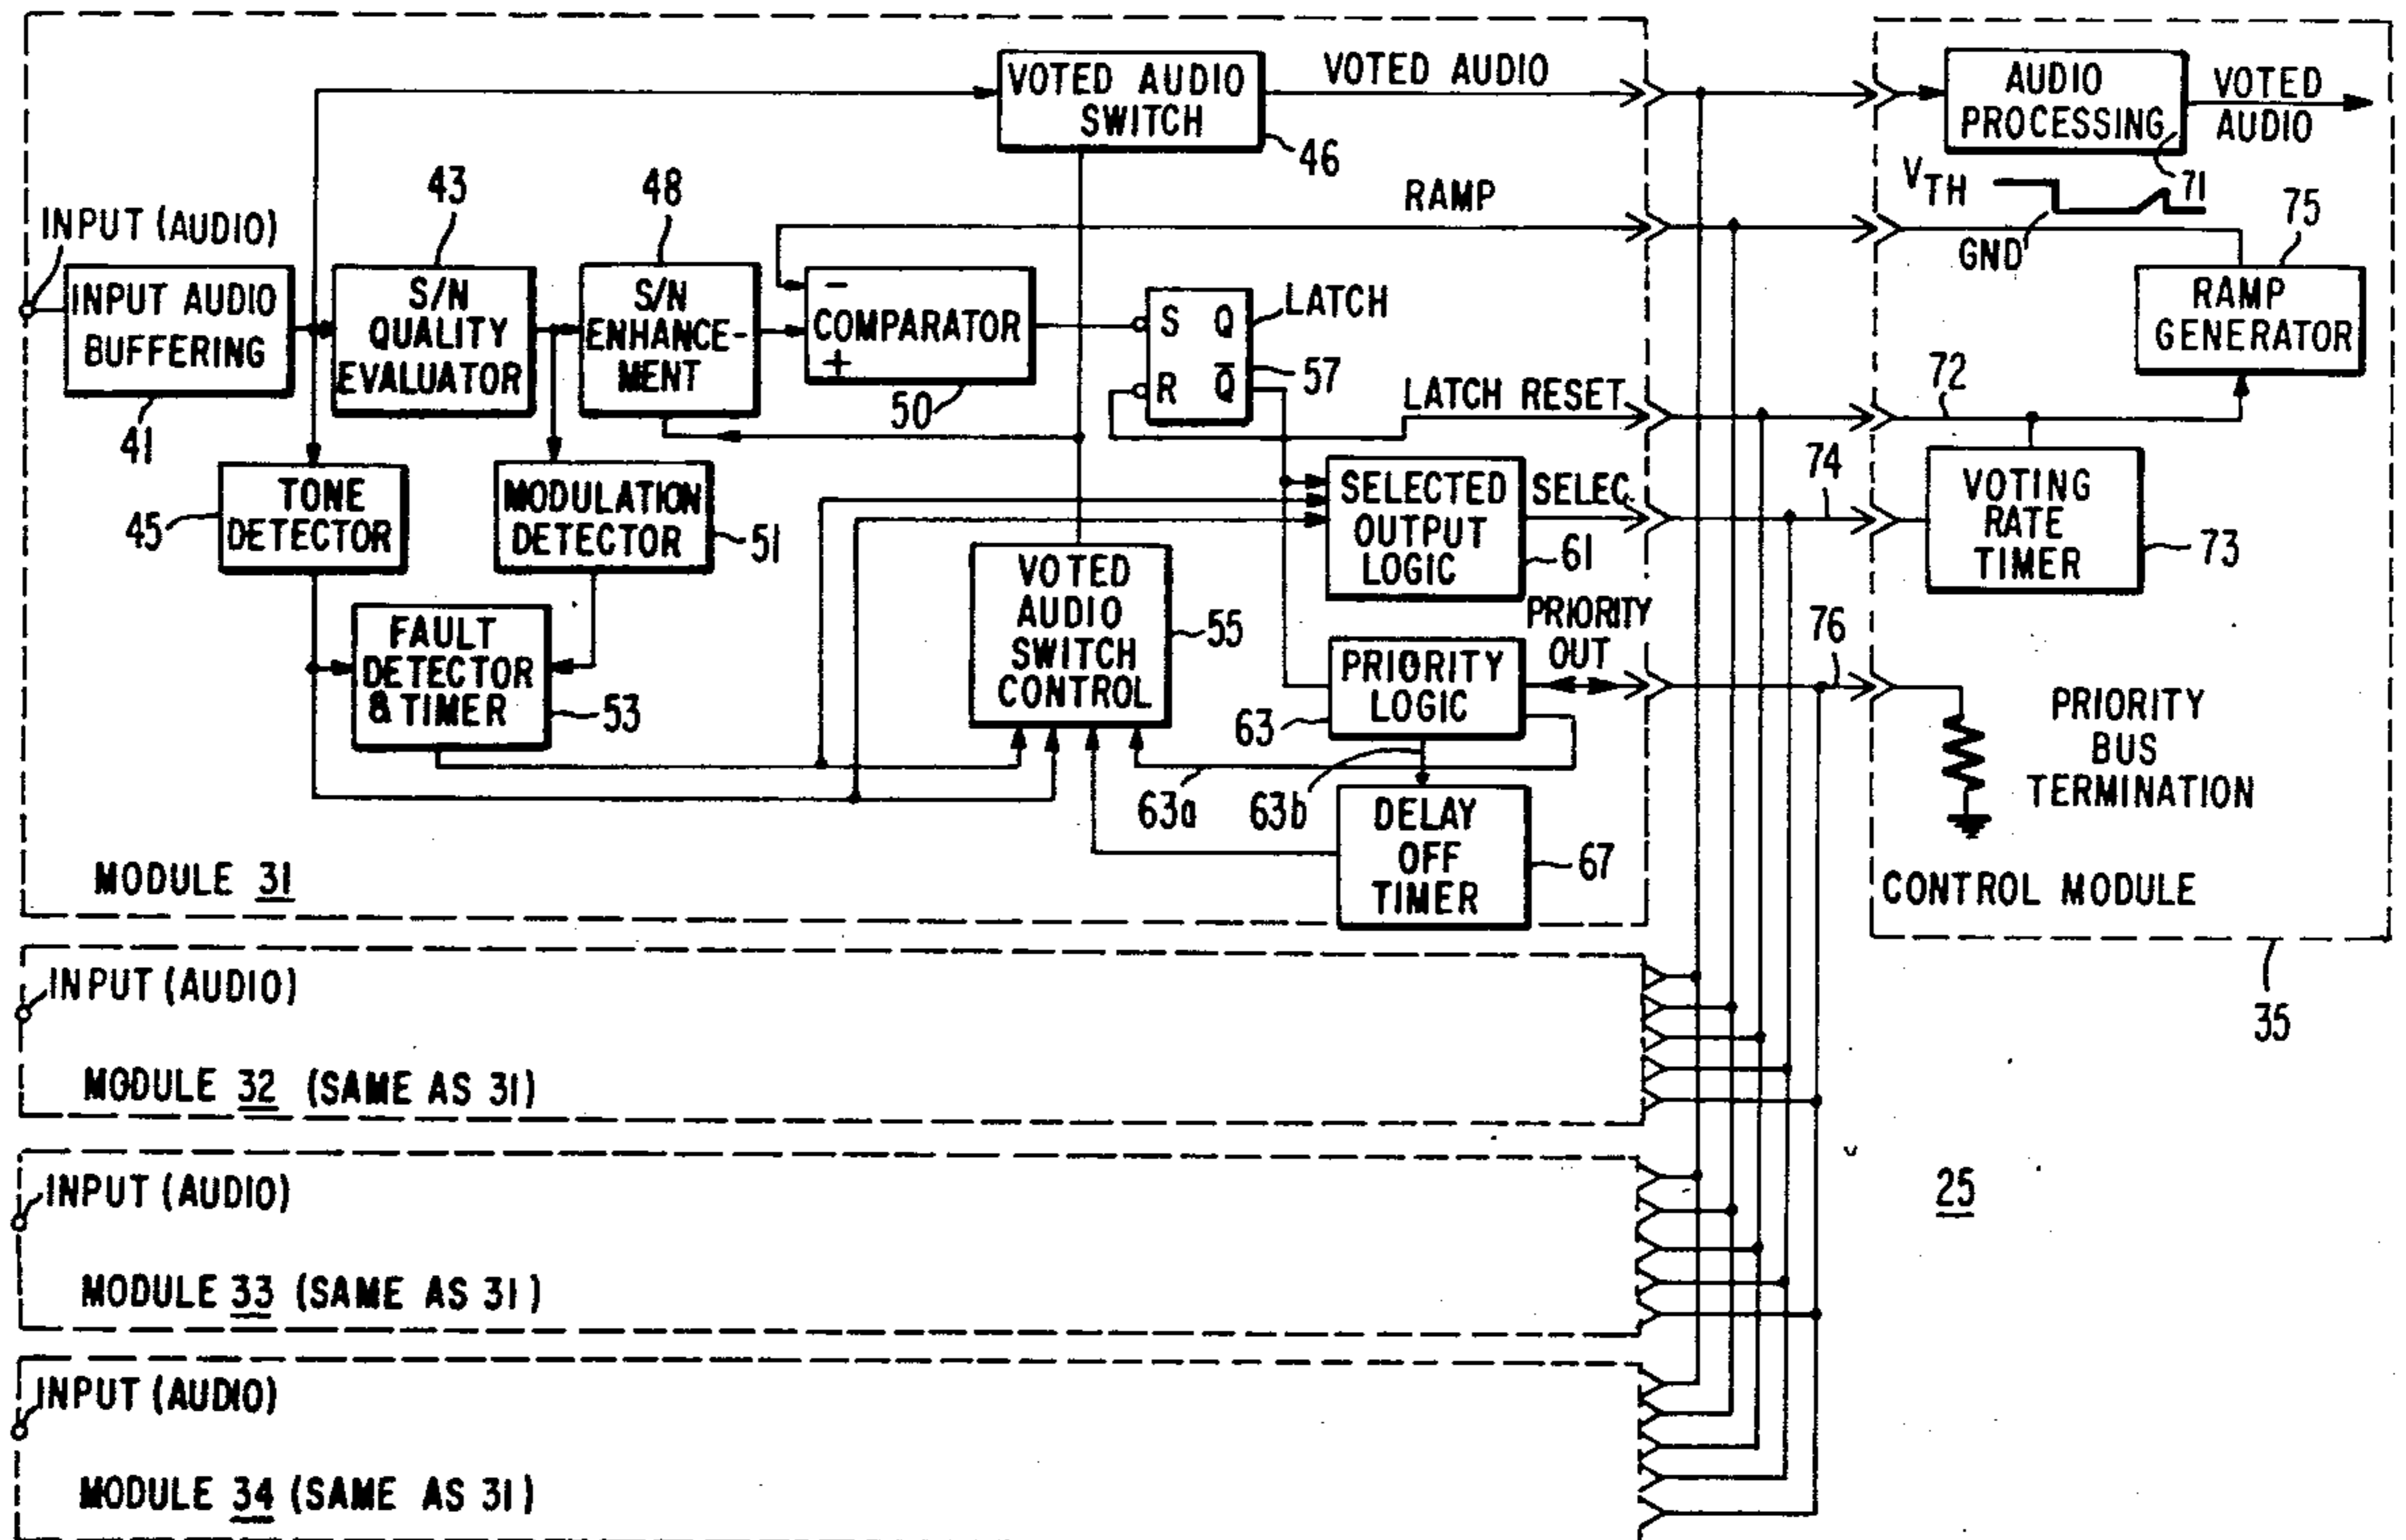 VOTED AUDIO
SWITCH
46
VOTED AUDIO
AUDIO
PROCESSING
71
VOTED
AUDIO
INPUT (AUDIO)
INPUT AUDIO
BUFFERING
41
43
S/N
QUALITY
EVALUATOR
48
S/N
ENHANCE-
MENT
RAMP
-
COMPARATOR
+
50
S Q
R Q̅
LATCH
57
LATCH RESET
VTH
GND
75
RAMP
GENERATOR
72
45
TONE
DETECTOR
MODULATION
DETECTOR
51
SELECTED
OUTPUT
LOGIC
61
SELEC.
74
VOTING
RATE
TIMER
73
FAULT
DETECTOR
& TIMER
53
VOTED
AUDIO
SWITCH
CONTROL
55
PRIORITY
OUT
PRIORITY
LOGIC
63
76
PRIORITY
BUS
TERMINATION
63a
63b
DELAY
OFF
TIMER
67
MODULE 31
CONTROL MODULE
35
INPUT (AUDIO)
MODULE 32 (SAME AS 31)
INPUT (AUDIO)
MODULE 33 (SAME AS 31)
25
INPUT (AUDIO)
MODULE 34 (SAME AS 31)